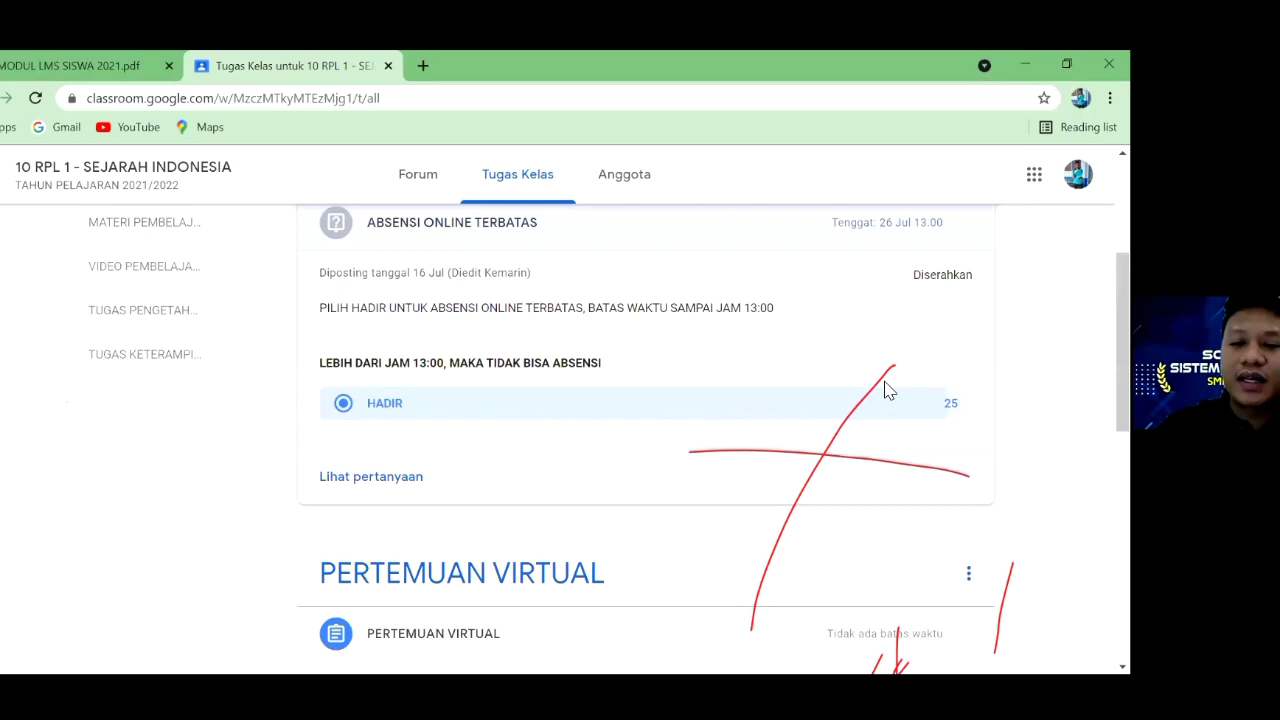 MODUL LMS SISWA 2021.pdf
Tugas Kelas untuk 10 RPL 1 - SEJ
classroom.google.com/w/MzczMTkyMTEzMjg1/t/all
Gmail
YouTube
Maps
Reading list
10 RPL 1 - SEJARAH INDONESIA
TAHUN PELAJARAN 2021/2022
Forum
Tugas Kelas
Anggota
MATERI PEMBELAJ...
VIDEO PEMBELAJA...
TUGAS PENGETAH...
TUGAS KETERAMPI...
ABSENSI ONLINE TERBATAS
Tenggat: 26 Jul 13.00
Diposting tanggal 16 Jul (Diedit Kemarin)
Diserahkan
PILIH HADIR UNTUK ABSENSI ONLINE TERBATAS, BATAS WAKTU SAMPAI JAM 13:00
LEBIH DARI JAM 13:00, MAKA TIDAK BISA ABSENSI
HADIR
25
Lihat pertanyaan
PERTEMUAN VIRTUAL
PERTEMUAN VIRTUAL
Tidak ada batas waktu